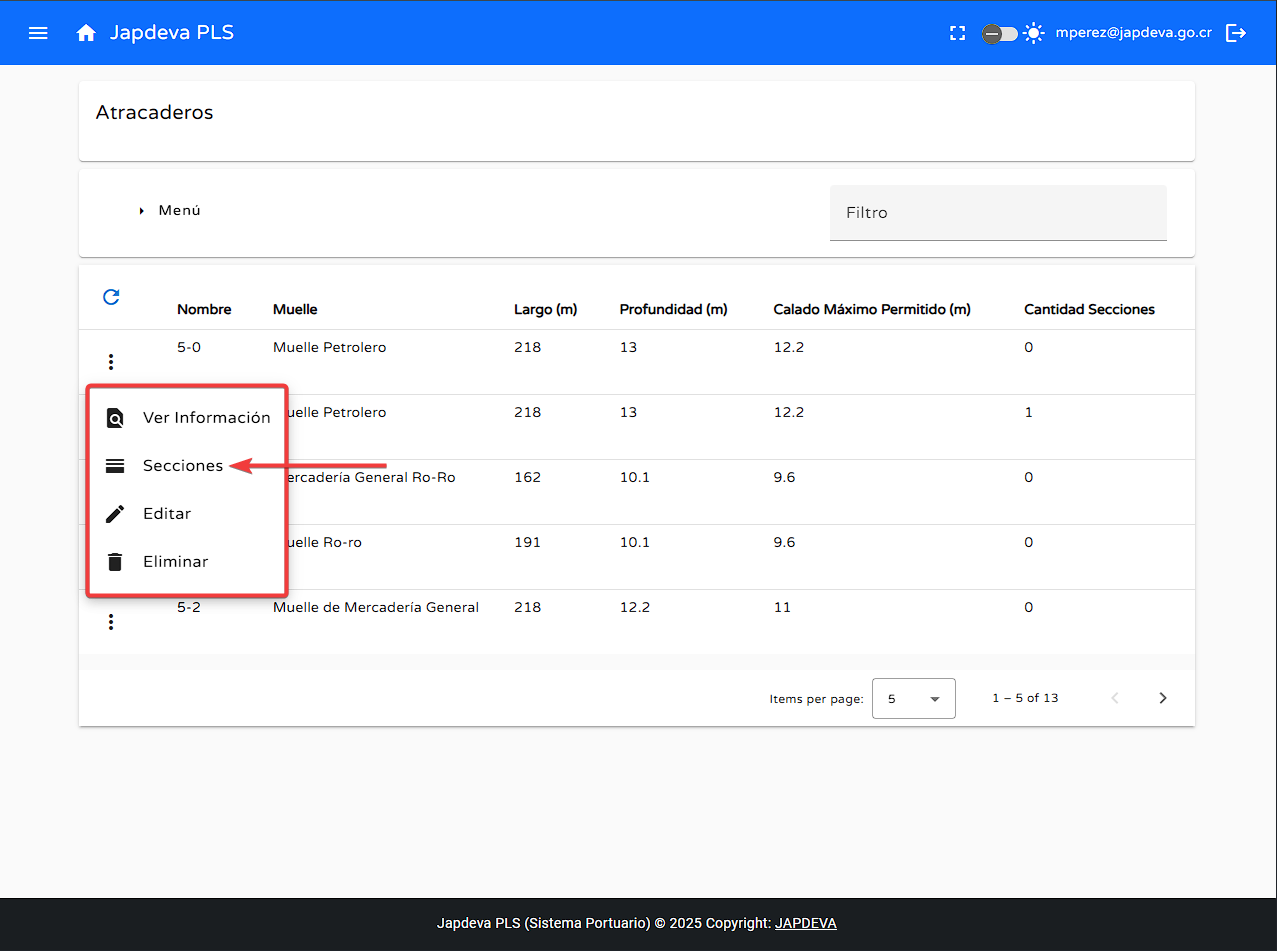 Japdeva PLS
mperez@japdeva.go.cr
Atracaderos
Menú
Filtro
Nombre Muelle Largo (m) Profundidad (m) Calado Máximo Permitido (m) Cantidad Secciones
5-0 Muelle Petrolero 218 13 12.2 0
uelle Petrolero 218 13 12.2 1
Ver Información
Secciones
ercadería General Ro-Ro 162 10.1 9.6 0
Editar
uelle Ro-ro 191 10.1 9.6 0
Eliminar
5-2 Muelle de Mercadería General 218 12.2 11 0
Items per page: 5 1 – 5 of 13
Japdeva PLS (Sistema Portuario) © 2025 Copyright: JAPDEVA